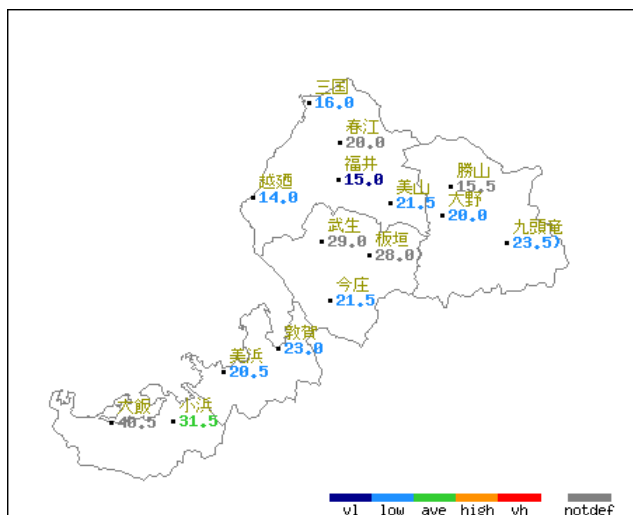 三国
16.0
春江
20.0
福井
15.0
勝山
15.5
越廼
14.0
美山
21.5
大野
20.0
武生
29.0
板垣
28.0)
九頭竜
23.5)
今庄
21.5
敦賀
23.0
美浜
20.5
大飯
40.5
小浜
31.5
vl low ave high vh notdef